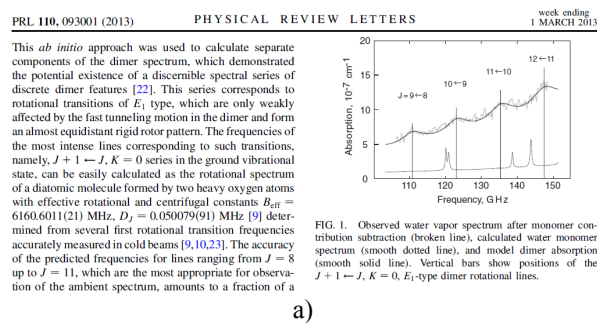 PRL 110, 093001 (2013)
PHYSICAL REVIEW LETTERS
week ending
1 MARCH 2013
This ab initio approach was used to calculate separate
components of the dimer spectrum, which demonstrated
the potential existence of a discernible spectral series of
discrete dimer features [22]. This series corresponds to
rotational transitions of E1 type, which are only weakly
affected by the fast tunneling motion in the dimer and form
an almost equidistant rigid rotor pattern. The frequencies of
the most intense lines corresponding to such transitions,
namely, J + 1 ← J, K = 0 series in the ground vibrational
state, can be easily calculated as the rotational spectrum
of a diatomic molecule formed by two heavy oxygen atoms
with effective rotational and centrifugal constants Beff =
6160.6011(21) MHz, DJ = 0.050079(91) MHz [9] deter-
mined from several first rotational transition frequencies
accurately measured in cold beams [9,10,23]. The accuracy
of the predicted frequencies for lines ranging from J = 8
up to J = 11, which are the most appropriate for observa-
tion of the ambient spectrum, amounts to a fraction of a
20
15
10
5
0
Absorption, 10-7 cm-1
J=9←8
10←9
11←10
12←11
110 120 130 140 150
Frequency, GHz
FIG. 1. Observed water vapor spectrum after monomer con-
tribution subtraction (broken line), calculated water monomer
spectrum (smooth dotted line), and model dimer absorption
(smooth solid line). Vertical bars show positions of the
J + 1 ← J, K = 0, E1-type dimer rotational lines.
a)